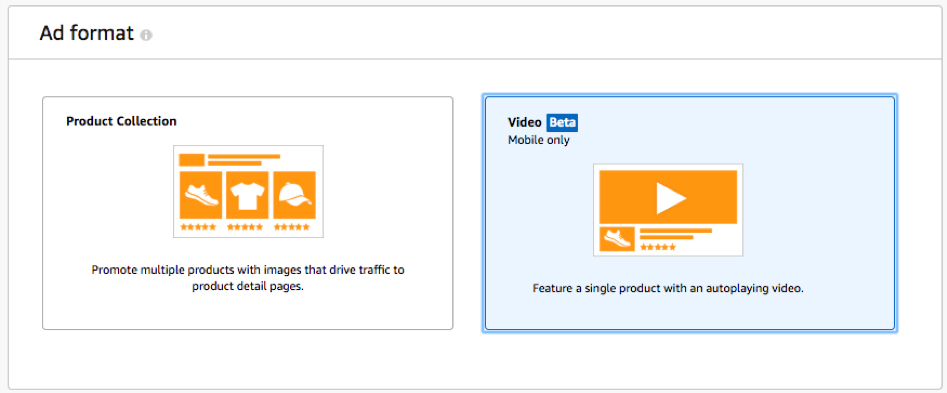 Ad format
Product Collection
Promote multiple products with images that drive traffic to
product detail pages.
Video Beta
Mobile only
Feature a single product with an autoplaying video.